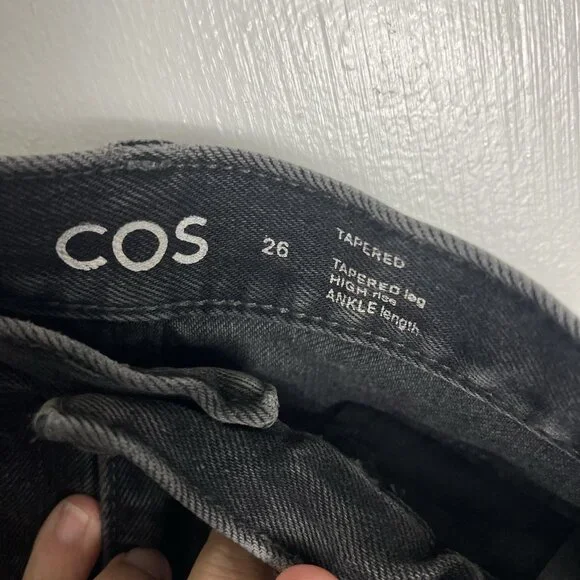 COS
26
TAPERED
TAPERED leg
HIGH-rise
ANKLE length